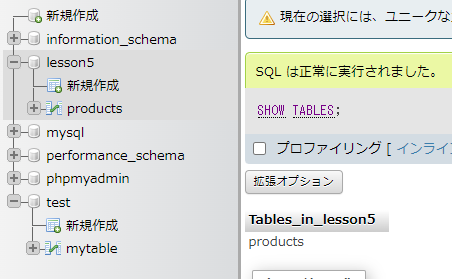 新規作成
information_schema
lesson5
新規作成
products
mysql
performance_schema
phpmyadmin
test
新規作成
mytable
現在の選択には、ユニークな
SQL は正常に実行されました。
SHOW TABLES;
プロファイリング [ インライ
拡張オプション
Tables_in_lesson5
products